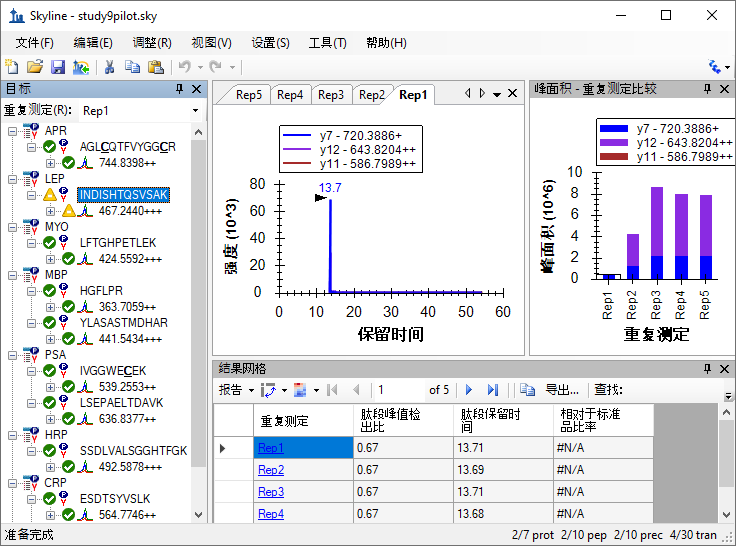 Skyline - study9pilot.sky
文件(F) 编辑(E) 调整(R) 视图(V) 设置(S) 工具(T) 帮助(H)
目标
重复测定(R): Rep1
APR
AGLCQTFVYGGCR
744.8398++
LEP
INDISHTQSVSAK
467.2440+++
MYO
LFTGHPETLEK
424.5592+++
MBP
HGFLPR
363.7059++
YLASASTMDHAR
441.5434+++
PSA
IVGGWECEK
539.2553++
LSEPAELTDAVK
636.8377++
HRP
SSDLVALSGGHTFGK
492.5878+++
CRP
ESDTSYVSLK
564.7746++
Rep5 Rep4 Rep3 Rep2 Rep1
y7 - 720.3886+
y12 - 643.8204++
y11 - 586.7989++
强度 (10^3)
80
60
40
20
0
13.7
0 10 20 30 40 50 60
保留时间
峰面积 - 重复测定比较
y7 - 720.3886+
y12 - 643.8204++
y11 - 586.7989++
峰面积 (10^6)
10
8
6
4
2
0
Rep1 Rep2 Rep3 Rep4 Rep5
重复测定
结果网格
报告 1 of 5 导出... 查找:
重复测定 肽段峰值检出比 肽段保留时间 相对于标准品比率
Rep1 0.67 13.71 #N/A
Rep2 0.67 13.69 #N/A
Rep3 0.67 13.71 #N/A
Rep4 0.67 13.68 #N/A
准备完成 2/7 prot 2/10 pep 2/10 prec 4/30 tran